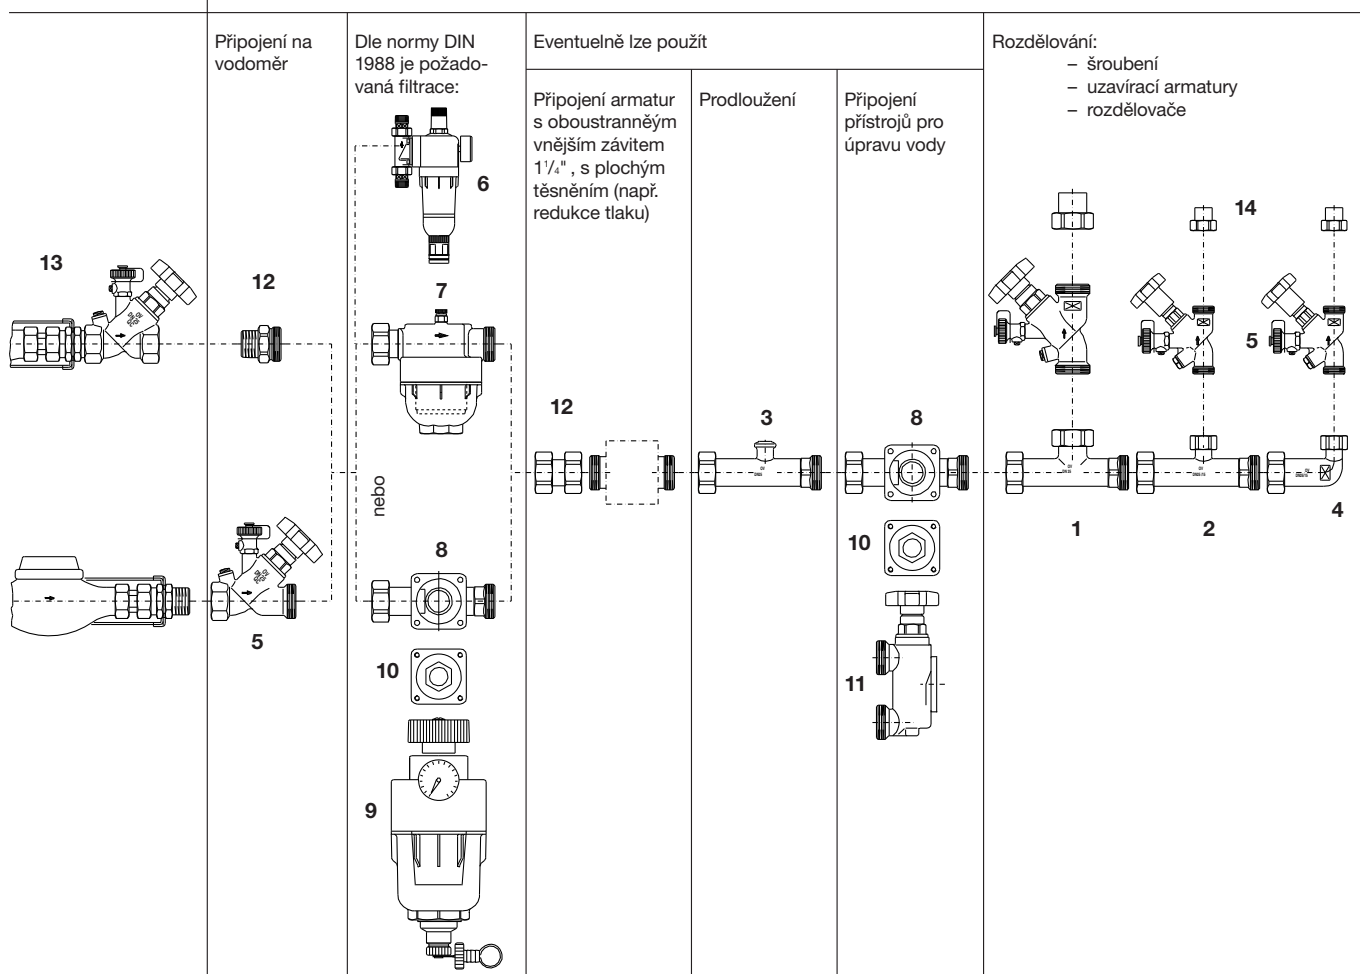 Připojení na
vodoměr
Dle normy DIN
1988 je požado-
vaná filtrace:
Eventuelně lze použít
Připojení armatur
s oboustranněým
vnějším závitem
1¹/₄" , s plochým
těsněním (např.
redukce tlaku)
Prodloužení
Připojení
přístrojů pro
úpravu vody
Rozdělování:
– šroubení
– uzavírací armatury
– rozdělovače
6
14
13
12
7
5
12
3
8
nebo
1
2
4
8
10
5
10
11
9